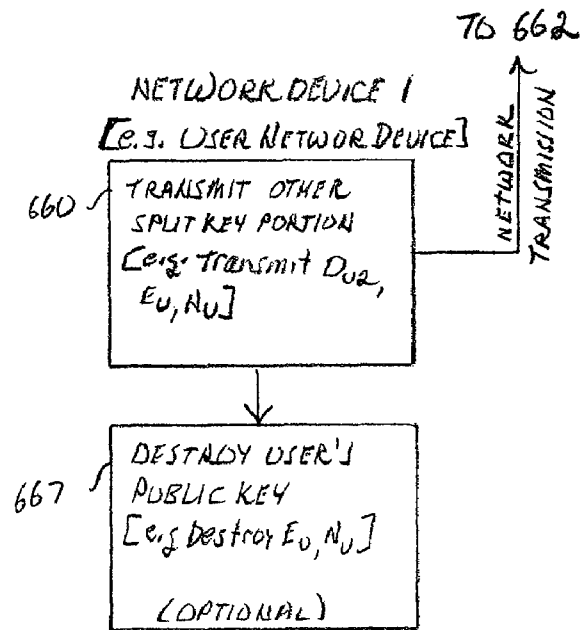 TO 662
NETWORK DEVICE 1
[e.g. USER NETWOR DEVICE]
NETWORK
TRANSMISSION
660
TRANSMIT OTHER
SPLIT KEY PORTION
[e.g. Transmit DU2,
EU, NU]
667
DESTROY USER'S
PUBLIC KEY
[e.g Destroy EU, NU]
(OPTIONAL)